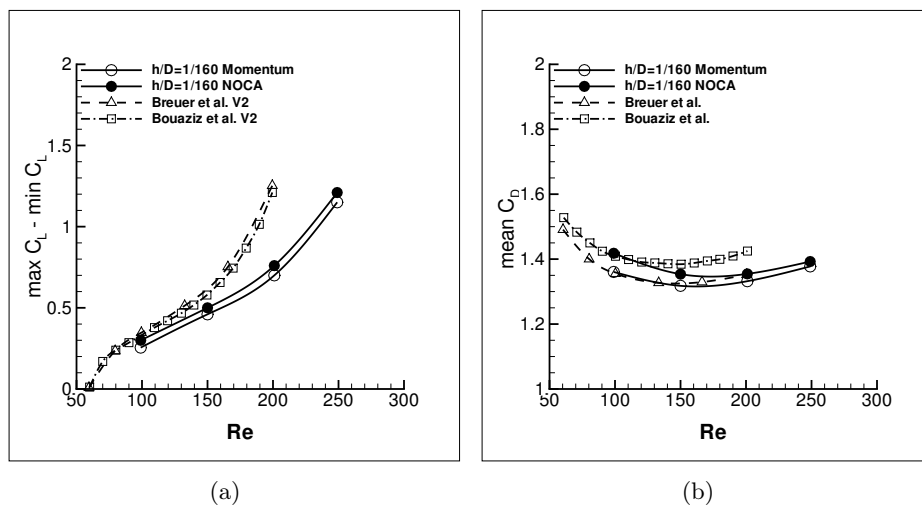 2
h/D=1/160 Momentum
h/D=1/160 NOCA
Breuer et al. V2
Bouaziz et al. V2
1.5
1
0.5
0
max C_L - min C_L
50 100 150 200 250 300
Re
(a)
2
h/D=1/160 Momentum
h/D=1/160 NOCA
Breuer et al.
Bouaziz et al.
1.8
1.6
1.4
1.2
1
mean C_D
50 100 150 200 250 300
Re
(b)